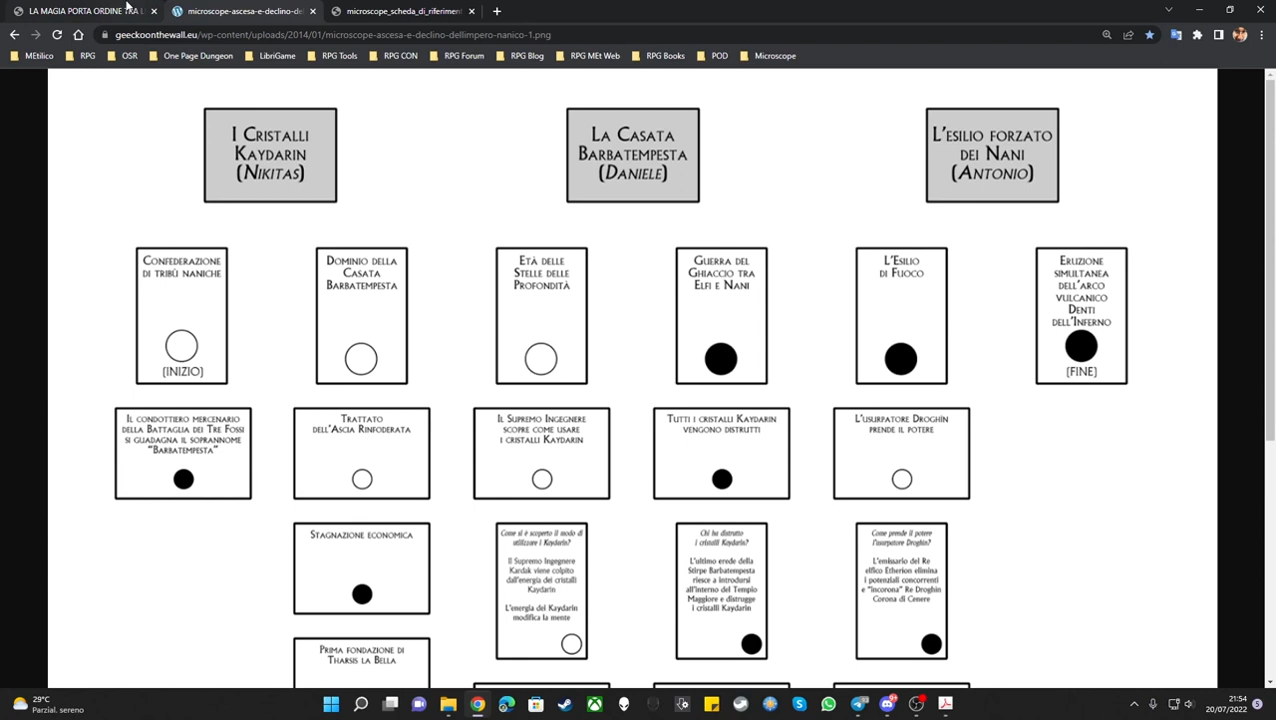 LA MAGIA PORTA ORDINE TRA
microscope-ascesa-e-declino-del
microscope_scheda_di_riferiment
geeckoonthewall.eu/wp-content/uploads/2014/01/microscope-ascesa-e-declino-dellimpero-nanico-1.png
MEtilico
RPG
OSR
One Page Dungeon
LibriGame
RPG Tools
RPG CON
RPG Forum
RPG Blog
RPG MEt Web
RPG Books
POD
Microscope
I Cristalli
Kaydarin
(Nikitas)
La Casata
Barbatempesta
(Daniele)
L'esilio forzato
dei Nani
(Antonio)
Confederazione
di tribù naniche
(INIZIO)
Dominio della
Casata
Barbatempesta
Età delle
Stelle delle
Profondità
Guerra del
Ghiaccio tra
Elfi e Nani
L'Esilio
di Fuoco
Eruzione
simultanea
dell'arco
vulcanico
Denti
dell'Inferno
(FINE)
Il condottiero mercenario
della Battaglia dei Tre Fossi
si guadagna il soprannome
"Barbatempesta"
Trattato
dell'Ascia Rinfoderata
Il Supremo Ingegnere
scopre come usare
i cristalli Kaydarin
Tutti i cristalli Kaydarin
vengono distrutti
L'usurpatore Droghin
prende il potere
Stagnazione economica
Come si è scoperto il modo di
utilizzare i Kaydarin?
Il Supremo Ingegnere
Kardak viene colpito
dall'energia dei cristalli
Kaydarin
L'energia del Kaydarin
modifica la mente
Chi ha distrutto
i cristalli Kaydarin?
L'ultimo erede della
Stirpe Barbatempesta
riesce a introdursi
all'interno del Tempio
Maggiore e distrugge
i cristalli Kaydarin
Come prende il potere
l'usurpatore Droghin?
L'emissario del Re
elfico Etherion elimina
i potenziali concorrenti
e "incorona" Re Droghin
Corona di Cenere
Prima fondazione di
Tharsis la Bella
29°C
Parzial. sereno
21:54
20/07/2022